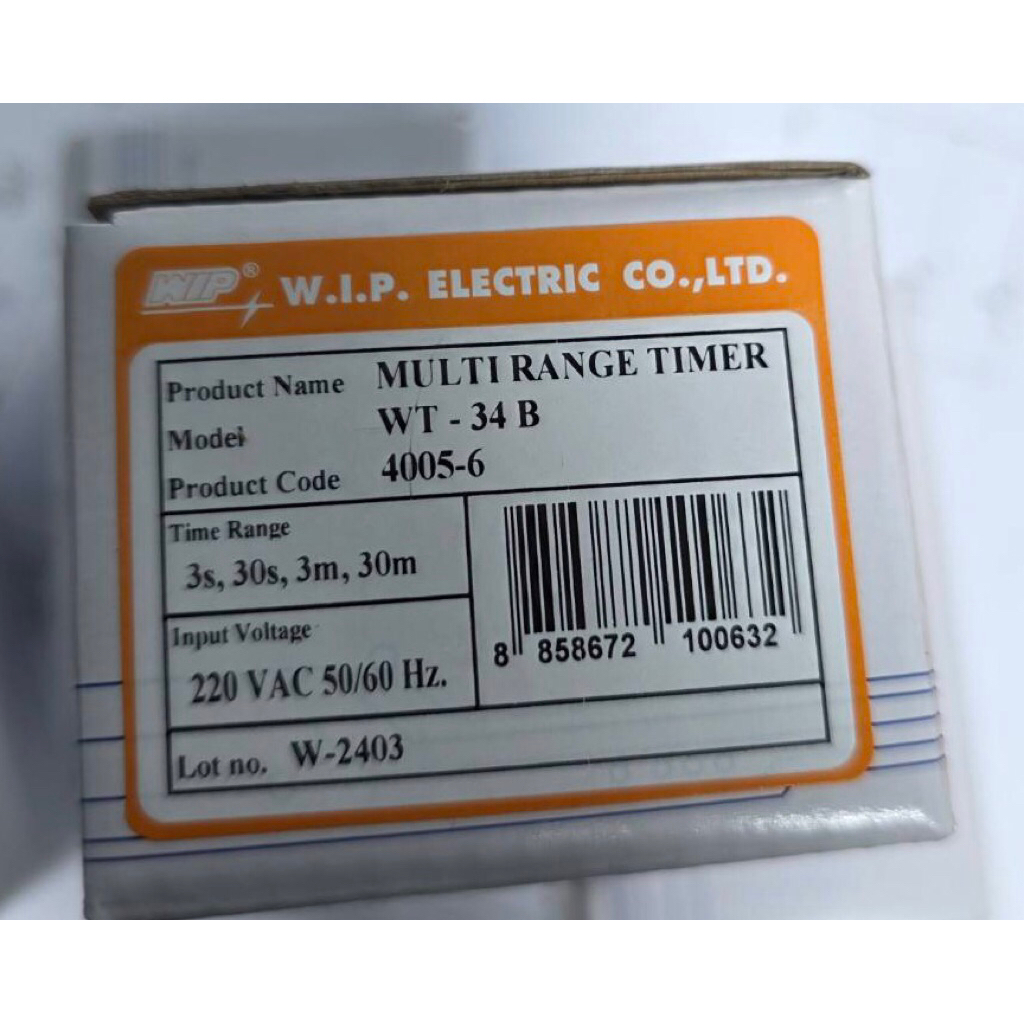 WIP® W.I.P. ELECTRIC CO.,LTD.
Product Name MULTI RANGE TIMER
Model WT - 34 B
Product Code 4005-6
Time Range
3s, 30s, 3m, 30m
Input Voltage
220 VAC 50/60 Hz.
8 858672 100632
Lot no. W-2403